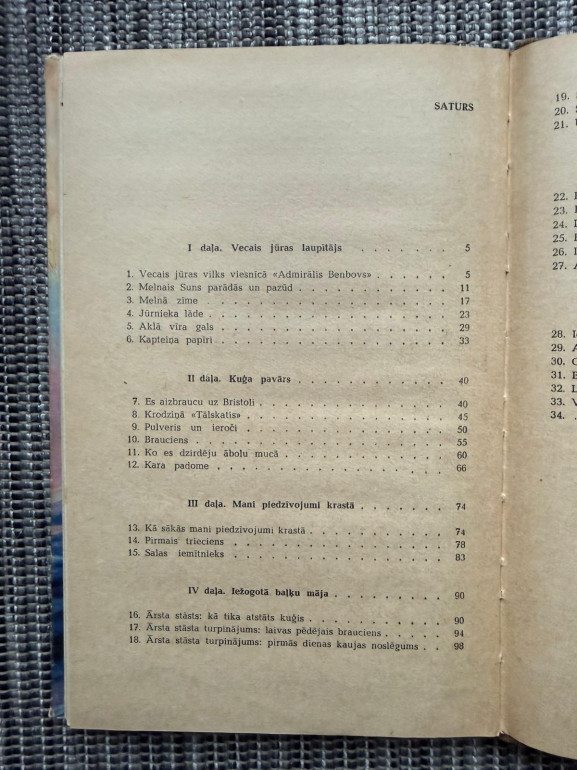 SATURS
I daļa. Vecais jūras laupītājs . . . . . . . 5
1. Vecais jūras vilks viesnīcā «Admirālis Benbovs» . . . . . . 5
2. Melnais Suns parādās un pazūd . . . . . . . . . . 11
3. Melnā zīme . . . . . . . . . . . . . . . . 17
4. Jūrnieka lāde . . . . . . . . . . . . . . . 23
5. Aklā vīra gals . . . . . . . . . . . . . . . 29
6. Kapteiņa papīri . . . . . . . . . . . . . . . 33
II daļa. Kuģa pavārs . . . . . . . . . . . 40
7. Es aizbraucu uz Bristoli . . . . . . . . . . . . 40
8. Krodziņā «Tālskatis» . . . . . . . . . . . . . 45
9. Pulveris un ieroči . . . . . . . . . . . . . . 50
10. Brauciens . . . . . . . . . . . . . . . . . 55
11. Ko es dzirdēju ābolu mucā . . . . . . . . . . . 60
12. Kara padome . . . . . . . . . . . . . . . . 66
III daļa. Mani piedzīvojumi krastā . . . . . . 74
13. Kā sākās mani piedzīvojumi krastā . . . . . . . . . 74
14. Pirmais trieciens . . . . . . . . . . . . . . . 78
15. Salas iemītnieks . . . . . . . . . . . . . . . 83
IV daļa. Iežogotā baļķu māja . . . . . . . . 90
16. Ārsta stāsts: kā tika atstāts kuģis . . . . . . . . . 90
17. Ārsta stāsta turpinājums: laivas pēdējais brauciens . . . . . 94
18. Ārsta stāsta turpinājums: pirmās dienas kaujas noslēgums . . 98
19.
20.
21.
22.
23.
24.
25.
26.
27.
28.
29.
30.
31.
32.
33.
34.